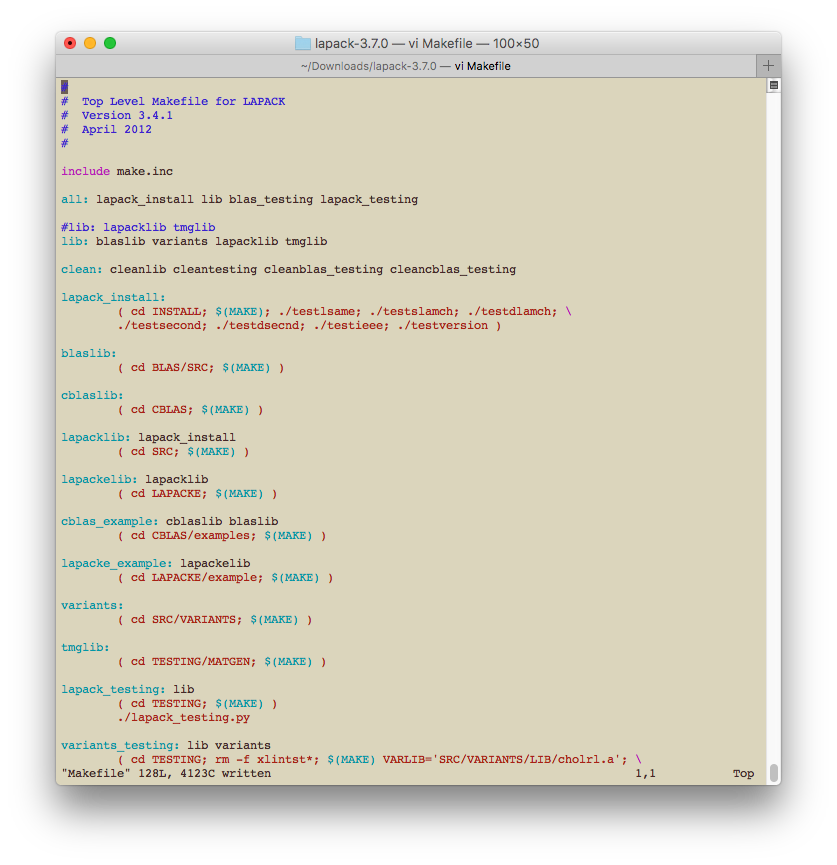 lapack-3.7.0 — vi Makefile — 100×50
~/Downloads/lapack-3.7.0 — vi Makefile
#
#  Top Level Makefile for LAPACK
#  Version 3.4.1
#  April 2012
#
include make.inc
all: lapack_install lib blas_testing lapack_testing
#lib: lapacklib tmglib
lib: blaslib variants lapacklib tmglib
clean: cleanlib cleantesting cleanblas_testing cleancblas_testing
lapack_install:
        ( cd INSTALL; $(MAKE); ./testlsame; ./testslamch; ./testdlamch; \
        ./testsecond; ./testdsecnd; ./testieee; ./testversion )
blaslib:
        ( cd BLAS/SRC; $(MAKE) )
cblaslib:
        ( cd CBLAS; $(MAKE) )
lapacklib: lapack_install
        ( cd SRC; $(MAKE) )
lapackelib: lapacklib
        ( cd LAPACKE; $(MAKE) )
cblas_example: cblaslib blaslib
        ( cd CBLAS/examples; $(MAKE) )
lapacke_example: lapackelib
        ( cd LAPACKE/example; $(MAKE) )
variants:
        ( cd SRC/VARIANTS; $(MAKE) )
tmglib:
        ( cd TESTING/MATGEN; $(MAKE) )
lapack_testing: lib
        ( cd TESTING; $(MAKE) )
        ./lapack_testing.py
variants_testing: lib variants
        ( cd TESTING; rm -f xlintst*; $(MAKE) VARLIB='SRC/VARIANTS/LIB/cholrl.a'; \
"Makefile" 128L, 4123C written 1,1 Top